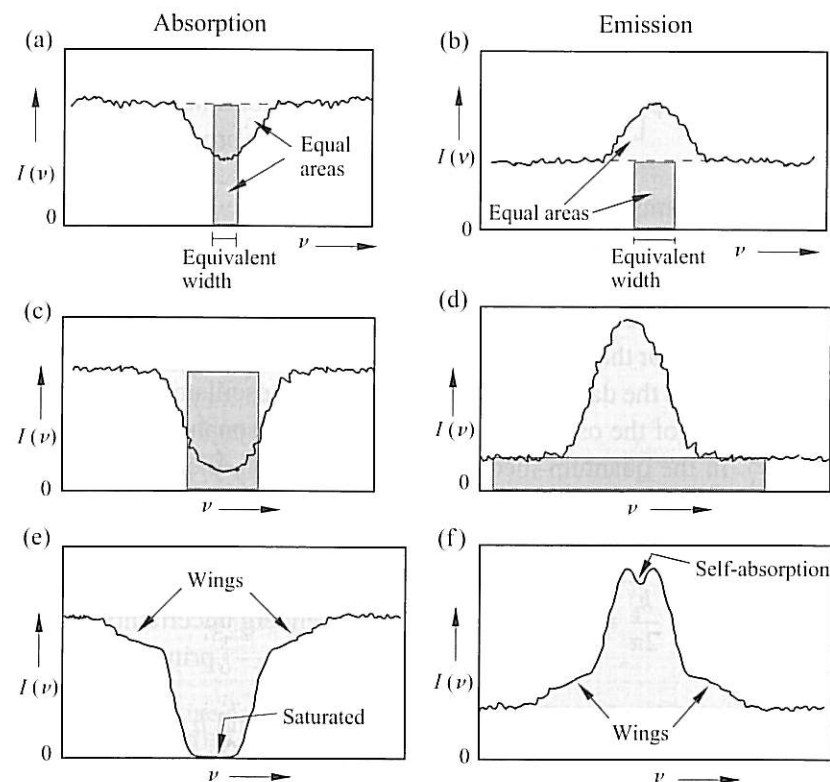 Absorption
Emission
(a)
I(ν)
0
Equal
areas
ν
Equivalent
width
(b)
I(ν)
0
Equal areas
ν
Equivalent
width
(c)
I(ν)
0
ν
(d)
I(ν)
0
ν
(e)
I(ν)
0
Wings
Saturated
ν
(f)
I(ν)
0
Self-absorption
Wings
ν